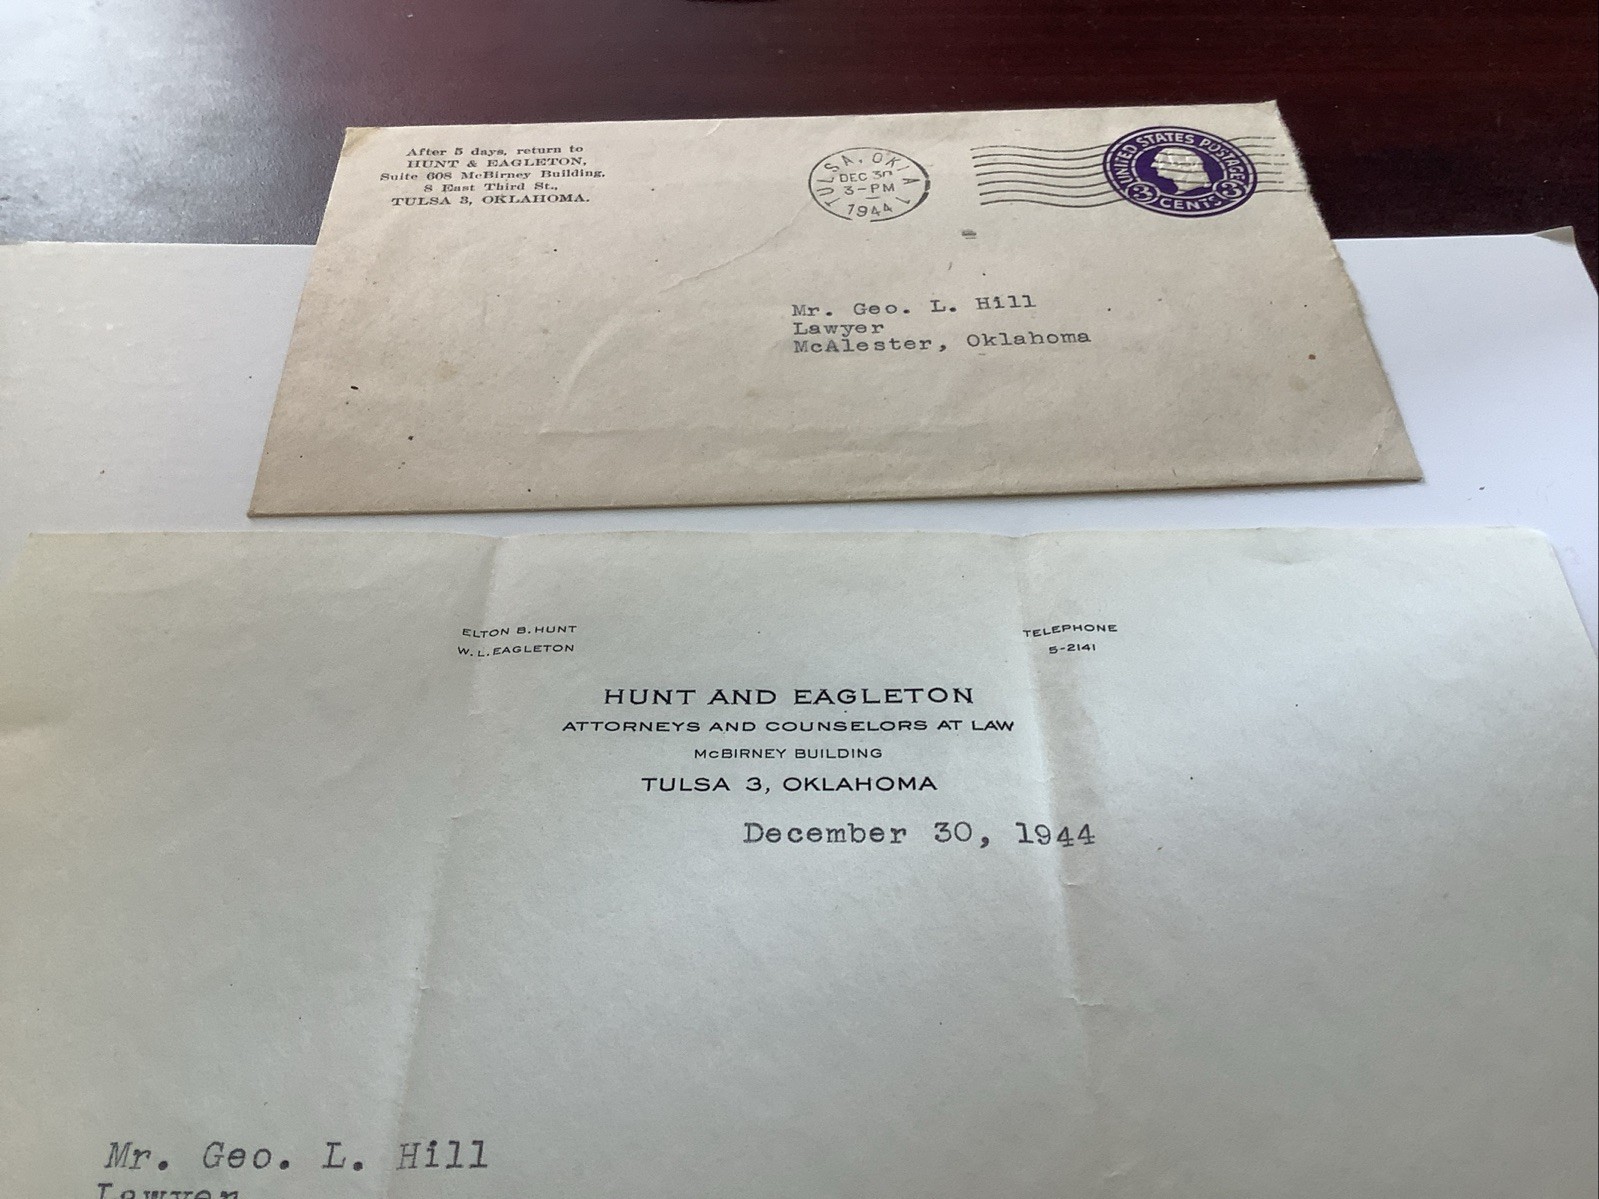 After 5 days, return to
HUNT & EAGLETON,
Suite 608 McBirney Building,
8 East Third St.,
TULSA 3, OKLAHOMA.
TULSA, OKLA
DEC 30
3-PM
1944
UNITED STATES POSTAGE
3 CENTS 3
Mr. Geo. L. Hill
Lawyer
McAlester, Oklahoma
ELTON B. HUNT
W. L. EAGLETON
TELEPHONE
5-2141
HUNT AND EAGLETON
ATTORNEYS AND COUNSELORS AT LAW
McBIRNEY BUILDING
TULSA 3, OKLAHOMA
December 30, 1944
Mr. Geo. L. Hill
Lawyer